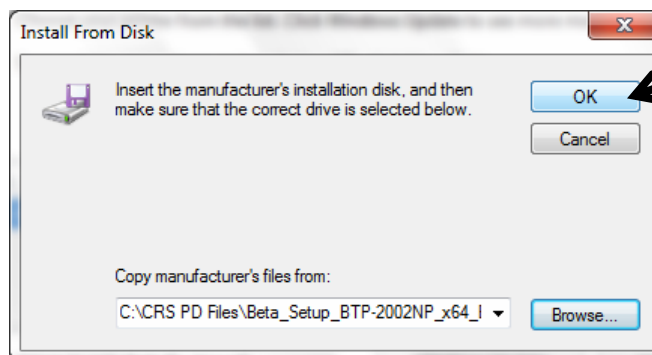 Install From Disk
Insert the manufacturer's installation disk, and then
make sure that the correct drive is selected below.
OK
Cancel
Copy manufacturer's files from:
C:\CRS PD Files\Beta_Setup_BTP-2002NP_x64_
Browse...